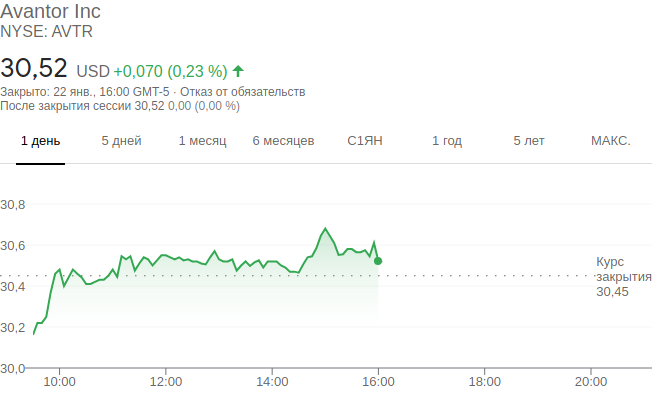 Avantor Inc
NYSE: AVTR
30,52 USD +0,070 (0,23 %)
Закрыто: 22 янв., 16:00 GMT-5 · Отказ от обязательств
После закрытия сессии 30,52 0,00 (0,00 %)
1 день 5 дней 1 месяц 6 месяцев С1ЯН 1 год 5 лет МАКС.
30,8
30,6
Курс
закрытия
30,45
30,4
30,2
30,0
10:00 12:00 14:00 16:00 18:00 20:00